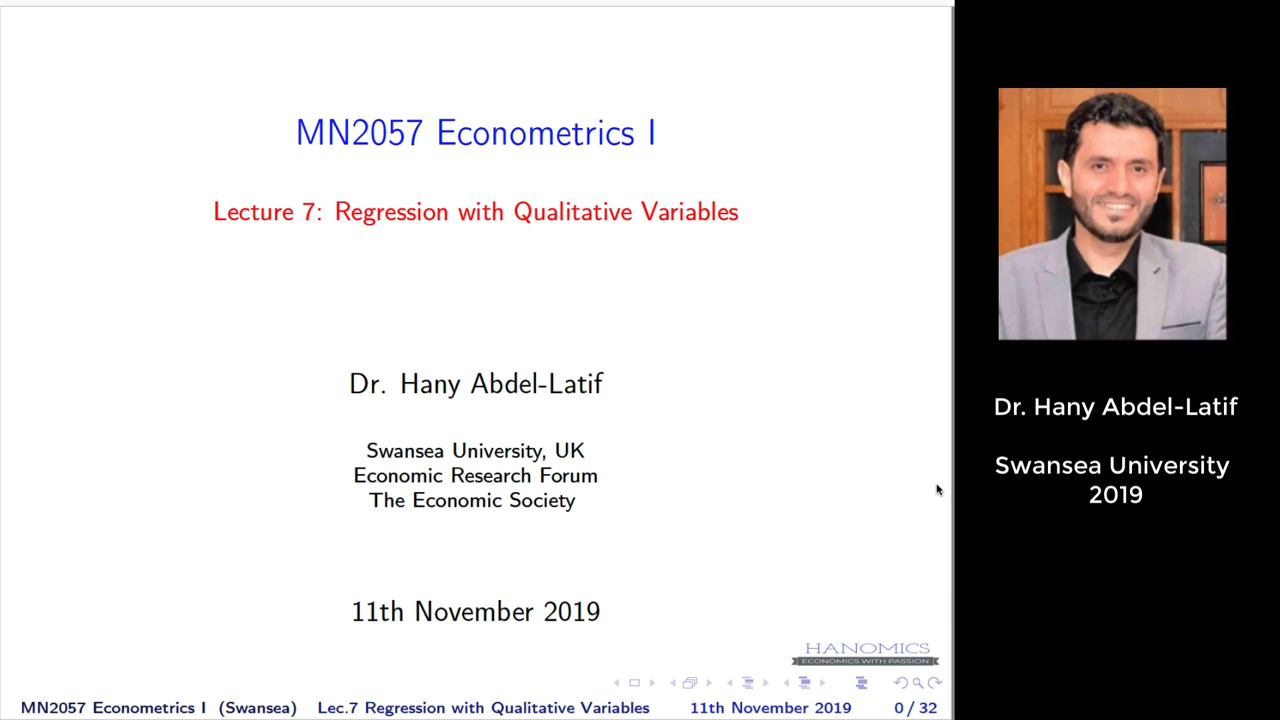 MN2057 Econometrics I
Lecture 7: Regression with Qualitative Variables
Dr. Hany Abdel-Latif
Swansea University, UK
Economic Research Forum
The Economic Society
11th November 2019
HANOMICS
ECONOMICS WITH PASSION
MN2057 Econometrics I (Swansea) Lec.7 Regression with Qualitative Variables 11th November 2019 0 / 32
Dr. Hany Abdel-Latif
Swansea University
2019